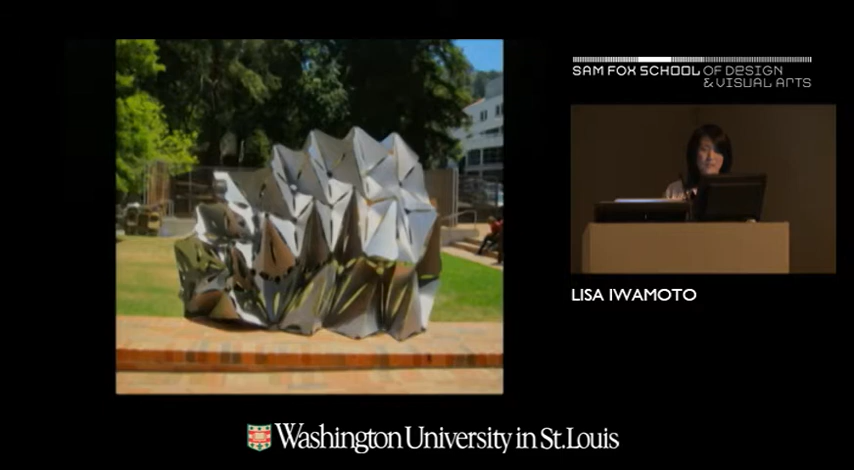 SAM FOX SCHOOL OF DESIGN
& VISUAL ARTS
LISA IWAMOTO
Washington University in St. Louis